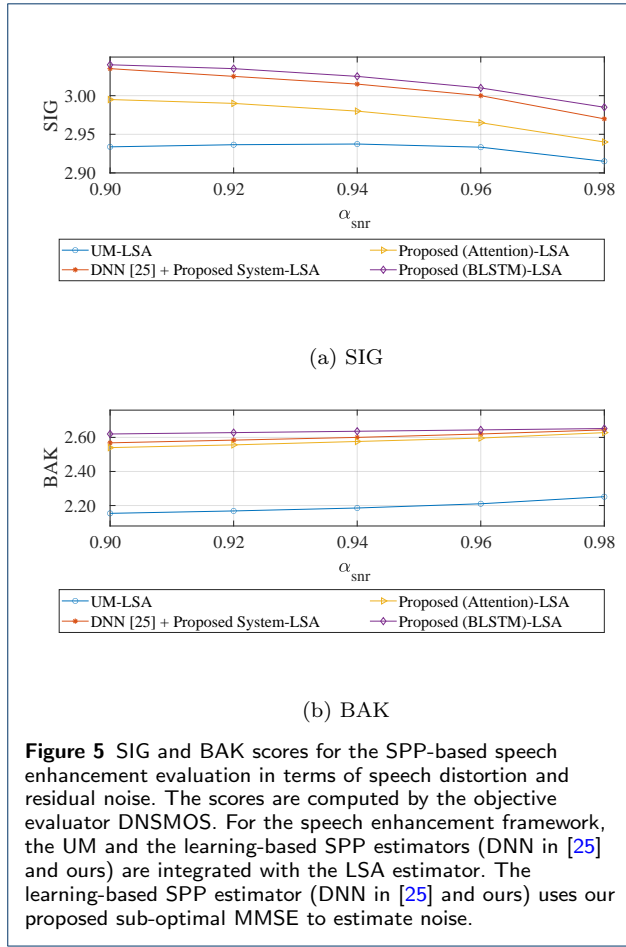 3.00
2.95
2.90
SIG
0.90 0.92 0.94 0.96 0.98
α_snr
UM-LSA
DNN [25] + Proposed System-LSA
Proposed (Attention)-LSA
Proposed (BLSTM)-LSA
(a) SIG
2.60
2.40
2.20
BAK
0.90 0.92 0.94 0.96 0.98
α_snr
UM-LSA
DNN [25] + Proposed System-LSA
Proposed (Attention)-LSA
Proposed (BLSTM)-LSA
(b) BAK
Figure 5 SIG and BAK scores for the SPP-based speech
enhancement evaluation in terms of speech distortion and
residual noise. The scores are computed by the objective
evaluator DNSMOS. For the speech enhancement framework,
the UM and the learning-based SPP estimators (DNN in [25]
and ours) are integrated with the LSA estimator. The
learning-based SPP estimator (DNN in [25] and ours) uses our
proposed sub-optimal MMSE to estimate noise.